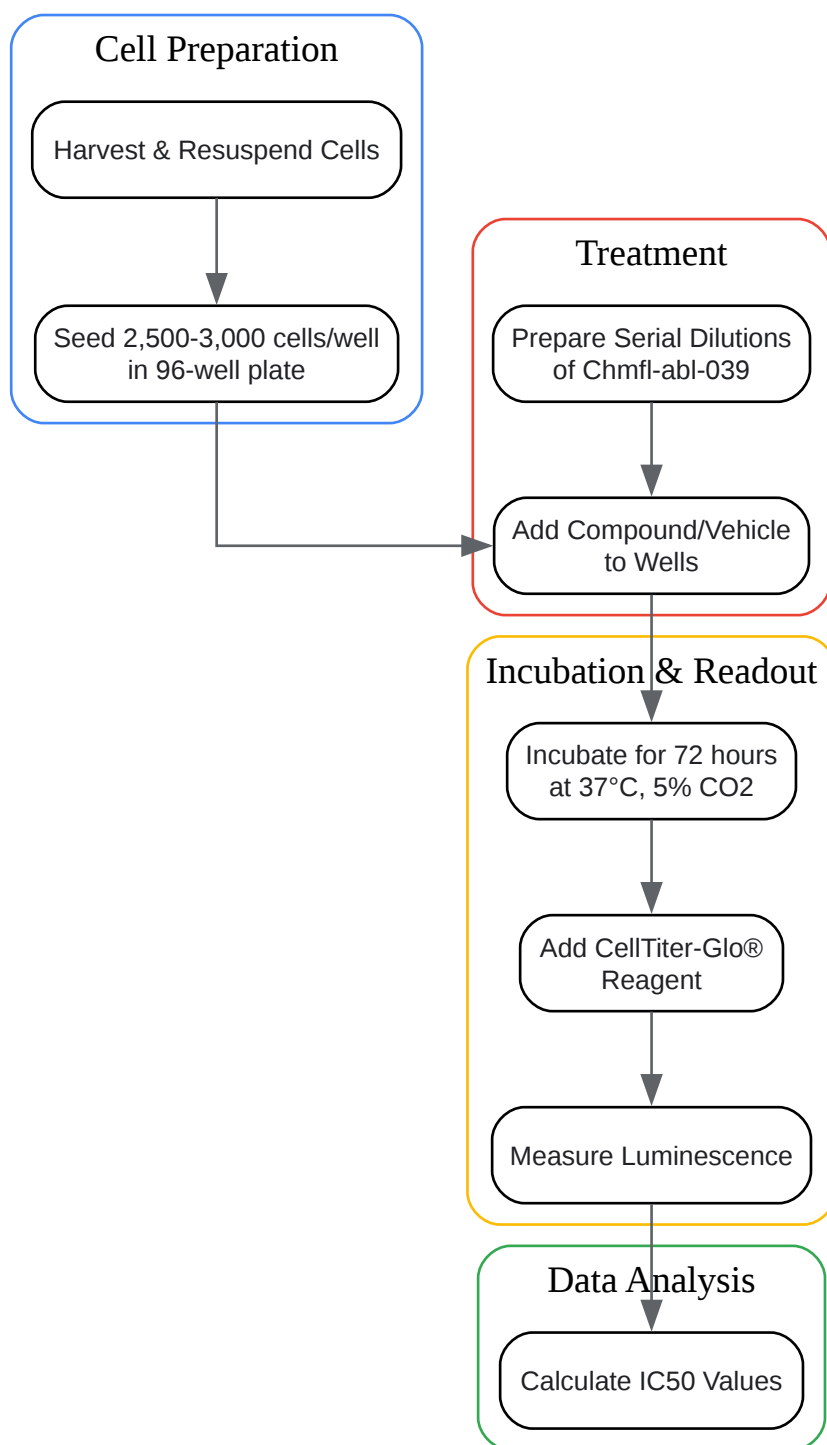 Cell Preparation
Harvest & Resuspend Cells
Seed 2,500-3,000 cells/well
in 96-well plate
Treatment
Prepare Serial Dilutions
of Chmfl-abl-039
Add Compound/Vehicle
to Wells
Incubation & Readout
Incubate for 72 hours
at 37°C, 5% CO2
Add CellTiter-Glo®
Reagent
Measure Luminescence
Data Analysis
Calculate IC50 Values